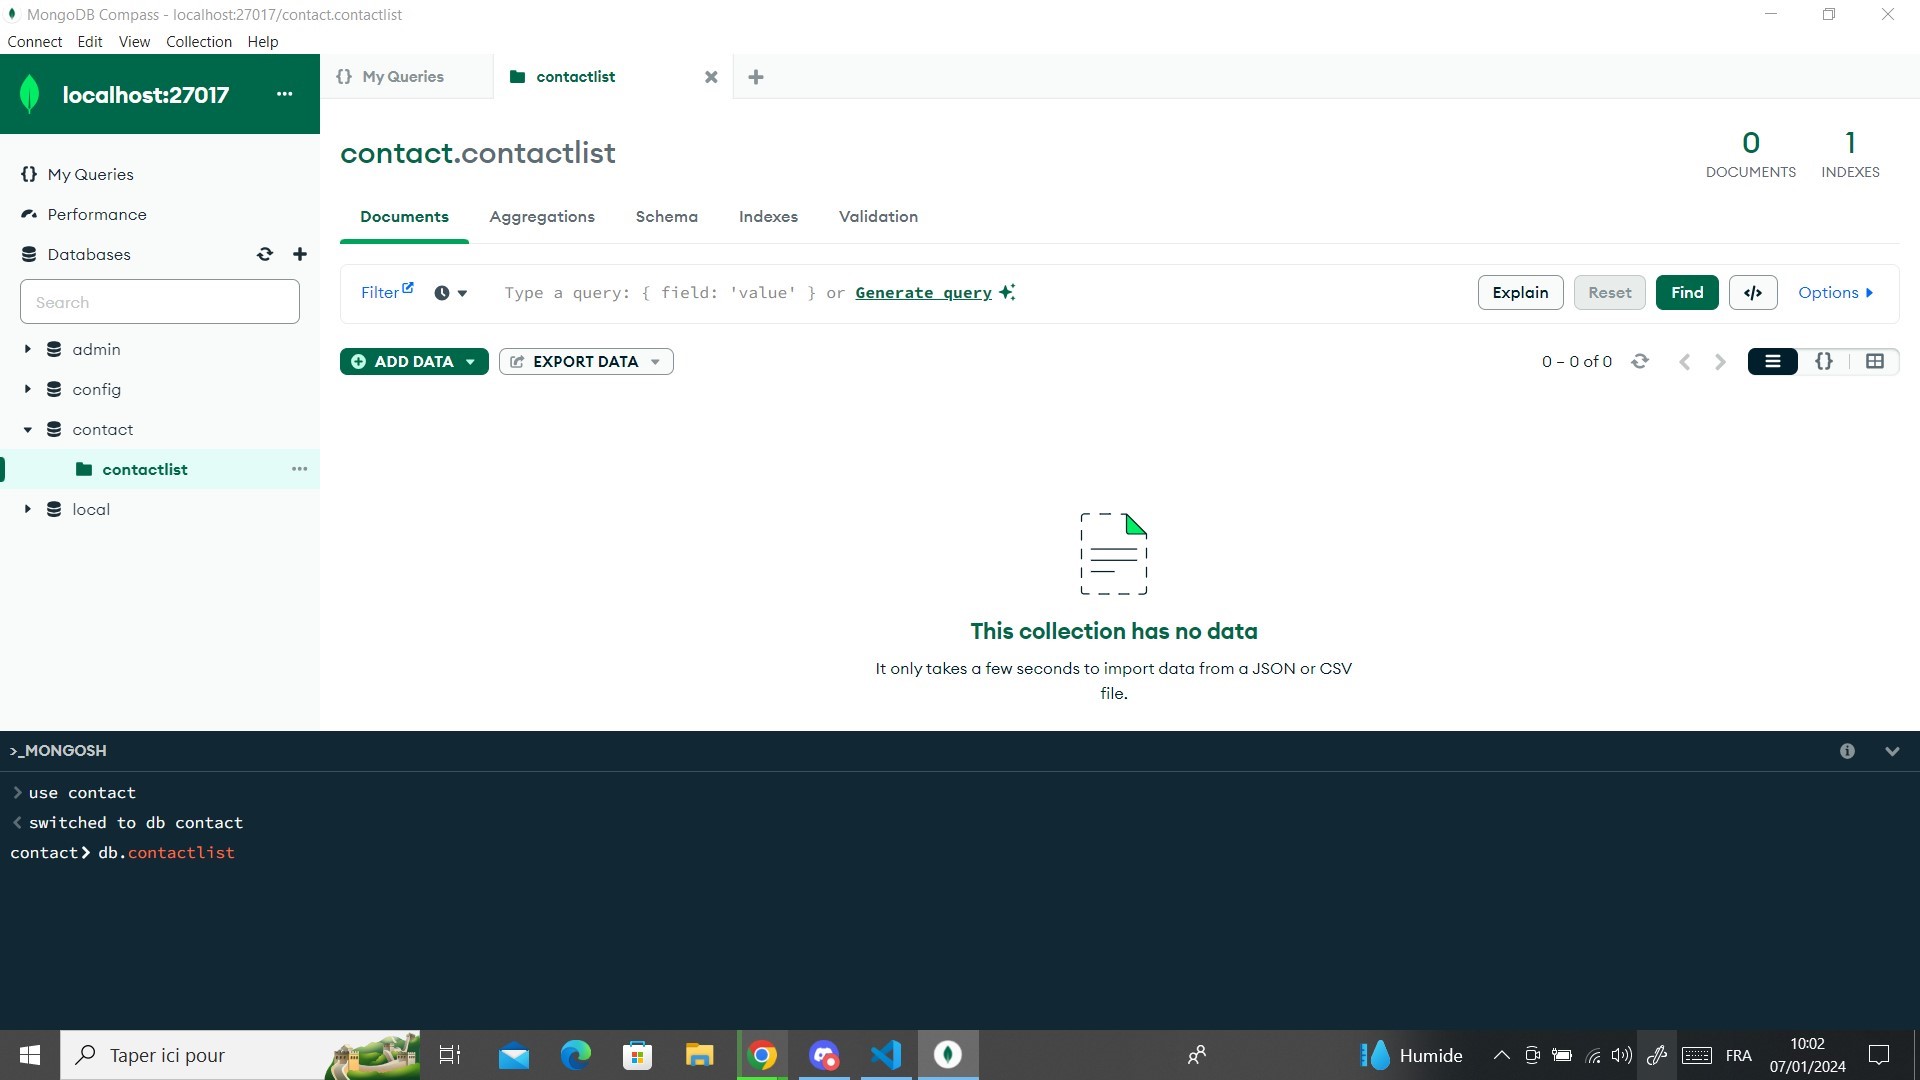 MongoDB Compass - localhost:27017/contact.contactlist
Connect Edit View Collection Help
localhost:27017 ···
{} My Queries
contactlist
contact.contactlist
0 DOCUMENTS
1 INDEXES
{} My Queries
Performance
Databases
Search
admin
config
contact
contactlist
local
Documents Aggregations Schema Indexes Validation
Filter Type a query: { field: 'value' } or Generate query Explain Reset Find </> Options
ADD DATA EXPORT DATA 0 – 0 of 0 {}
This collection has no data
It only takes a few seconds to import data from a JSON or CSV
file.
>_MONGOSH
> use contact
< switched to db contact
contact> db.contactlist
Taper ici pour
Humide
FRA
10:02
07/01/2024